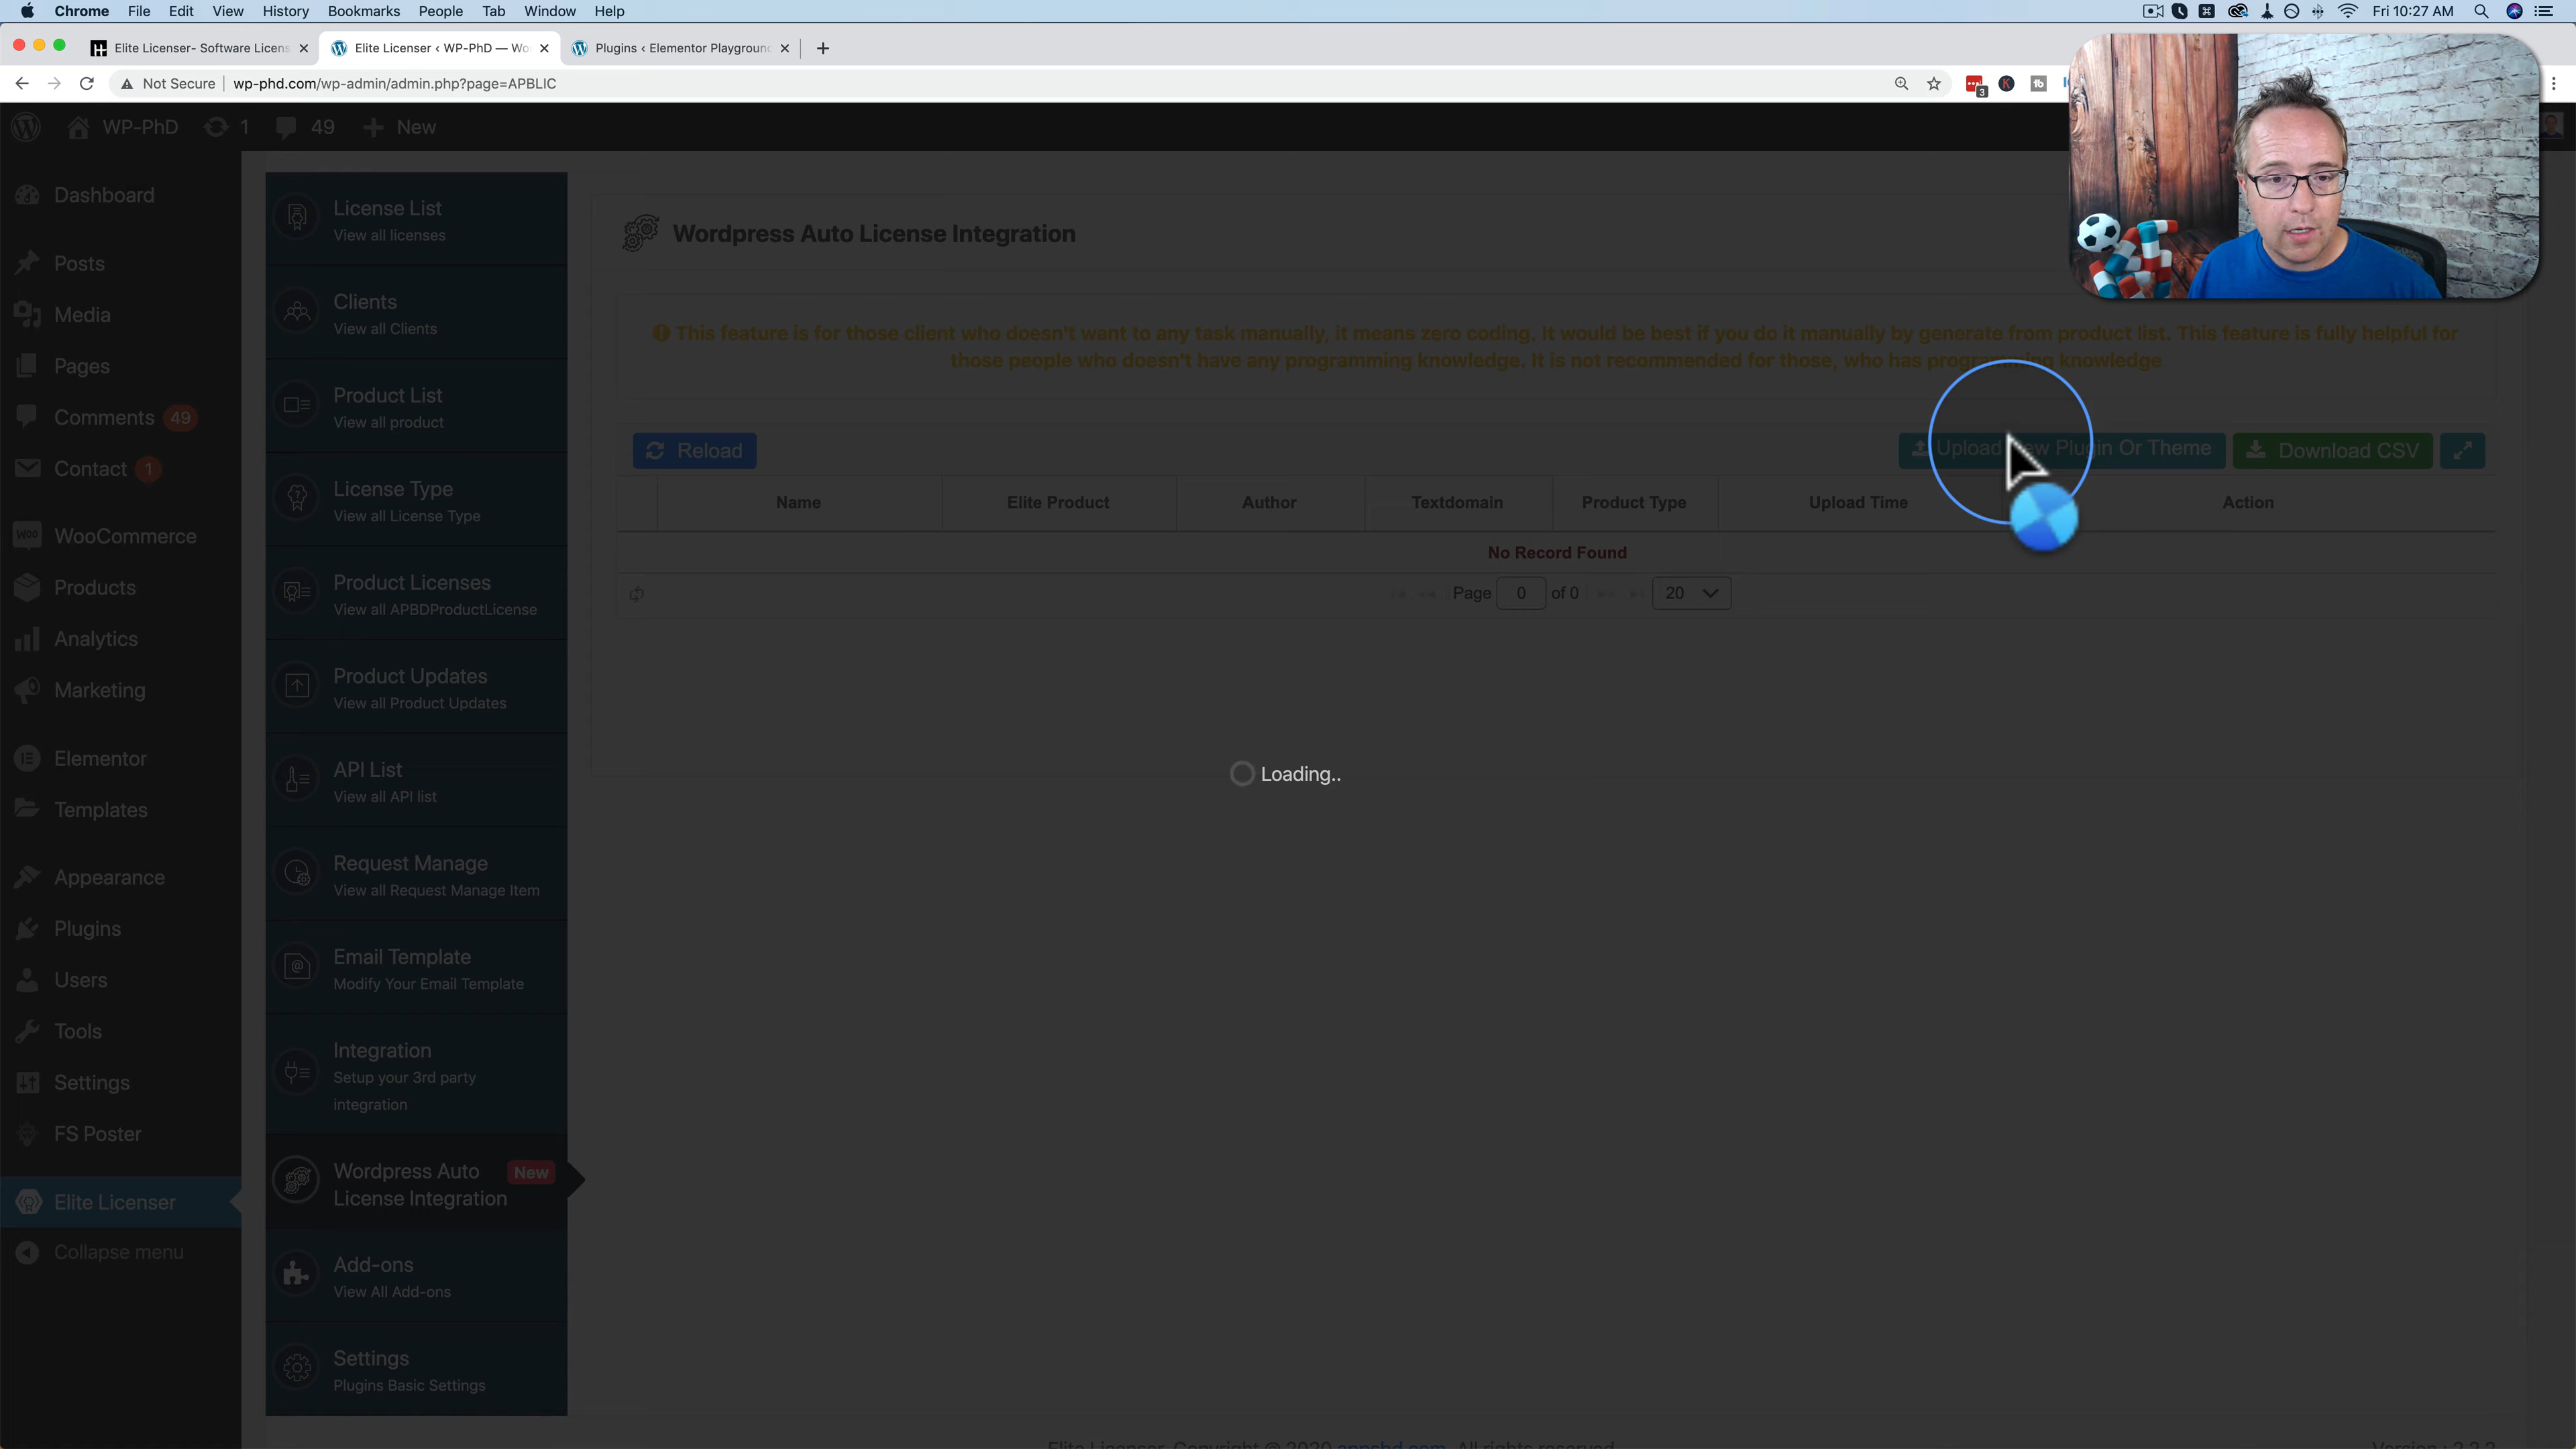 Chrome File Edit View History Bookmarks People Tab Window Help
Fri 10:27 AM
Elite Licenser- Software Licens
Elite Licenser ‹ WP-PhD — Wo
Plugins ‹ Elementor Playground
Not Secure wp-phd.com/wp-admin/admin.php?page=APBLIC
3
WP-PhD 1 49 New
Dashboard
Posts
Media
Pages
Comments 49
Contact 1
WooCommerce
Products
Analytics
Marketing
Elementor
Templates
Appearance
Plugins
Users
Tools
Settings
FS Poster
Elite Licenser
Collapse menu
License List
View all licenses
Clients
View all Clients
Product List
View all product
License Type
View all License Type
Product Licenses
View all APBDProductLicense
Product Updates
View all Product Updates
API List
View all API list
Request Manage
View all Request Manage Item
Email Template
Modify Your Email Template
Integration
Setup your 3rd party
integration
Wordpress Auto New
License Integration
Add-ons
View All Add-ons
Settings
Plugins Basic Settings
Wordpress Auto License Integration
This feature is for those client who doesn't want to any task manually, it means zero coding. It would be best if you do it manually by generate from product list. This feature is fully helpful for
those people who doesn't have any programming knowledge. It is not recommended for those, who has programming knowledge
Reload Upload Plugin Or Theme Download CSV
Name Elite Product Author Textdomain Product Type Upload Time Action
No Record Found
Page 0 of 0 20
Loading..
Elite Licenser, Copyright @ 2020 appsbd.com. All rights reserved